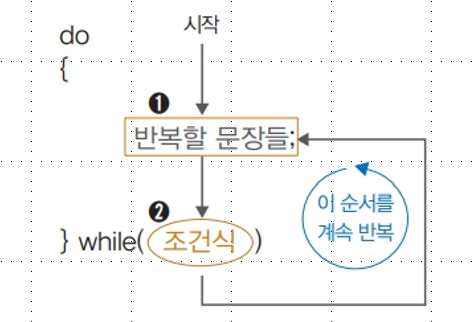 do
시작
{
❶
반복할 문장들;
❷
} while( 조건식 )
이 순서를
계속 반복